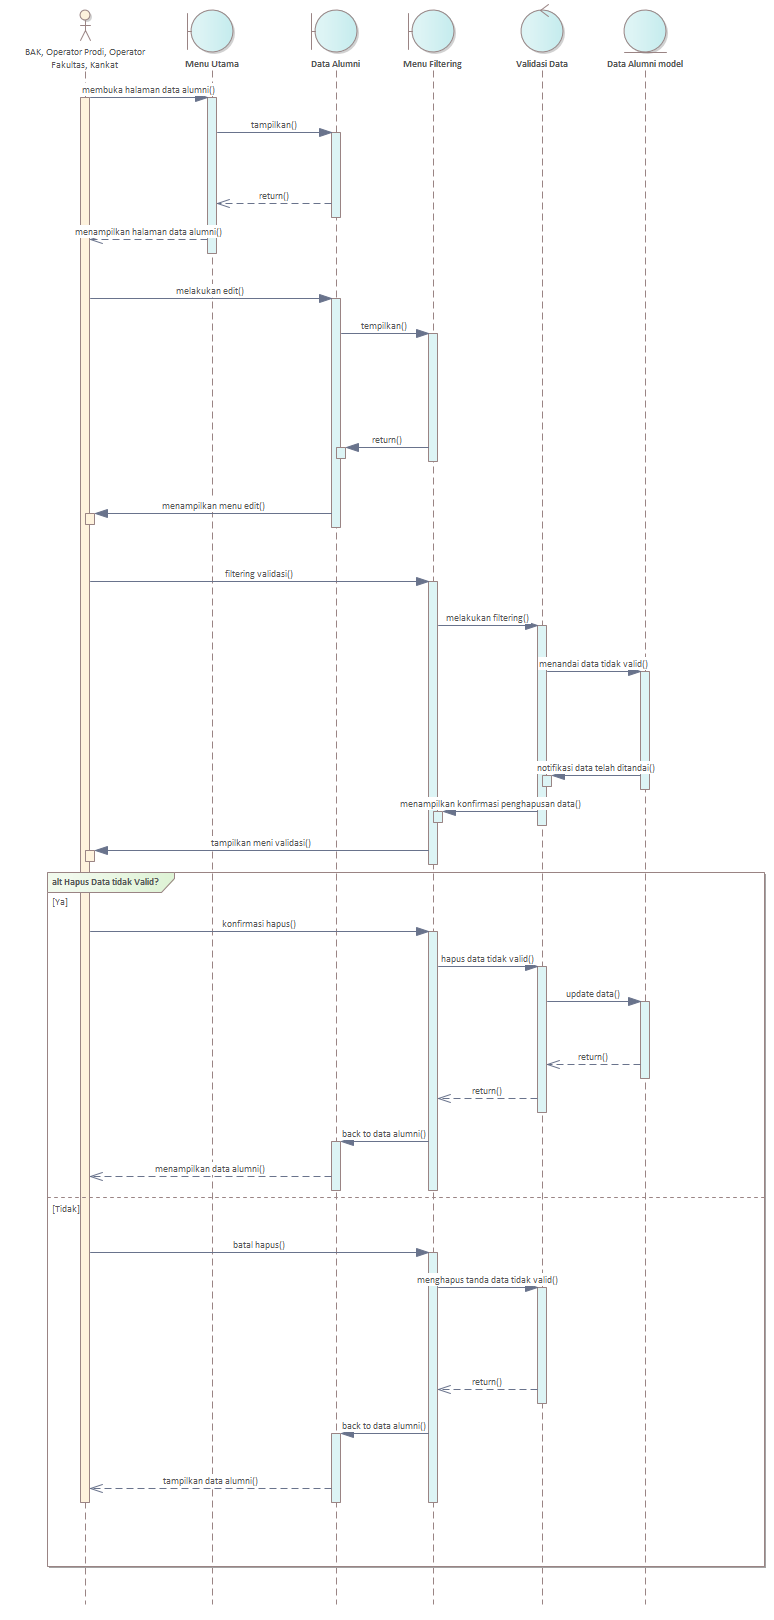 BAK, Operator Prodi, Operator
Fakultas, Kankat
Menu Utama
Data Alumni
Menu Filtering
Validasi Data
Data Alumni model
membuka halaman data alumni()
tampilkan()
return()
menampilkan halaman data alumni()
melakukan edit()
tempilkan()
return()
menampilkan menu edit()
filtering validasi()
melakukan filtering()
menandai data tidak valid()
notifikasi data telah ditandai()
menampilkan konfirmasi penghapusan data()
tampilkan meni validasi()
alt Hapus Data tidak Valid?
[Ya]
konfirmasi hapus()
hapus data tidak valid()
update data()
return()
return()
back to data alumni()
menampilkan data alumni()
[Tidak]
batal hapus()
menghapus tanda data tidak valid()
return()
back to data alumni()
tampilkan data alumni()